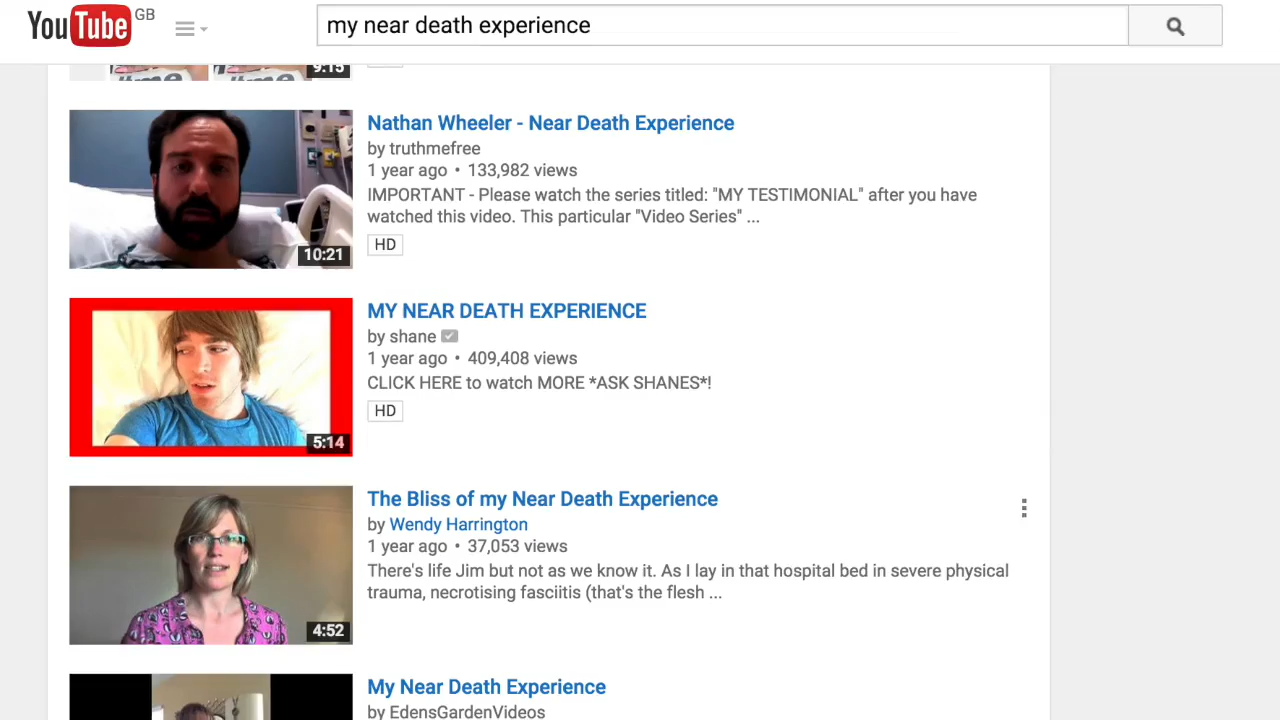 YouTube GB
my near death experience
9:15
Nathan Wheeler - Near Death Experience
by truthmefree
1 year ago • 133,982 views
IMPORTANT - Please watch the series titled: "MY TESTIMONIAL" after you have
watched this video. This particular "Video Series" ...
HD
10:21
MY NEAR DEATH EXPERIENCE
by shane
1 year ago • 409,408 views
CLICK HERE to watch MORE *ASK SHANES*!
HD
5:14
The Bliss of my Near Death Experience
by Wendy Harrington
1 year ago • 37,053 views
There's life Jim but not as we know it. As I lay in that hospital bed in severe physical
trauma, necrotising fasciitis (that's the flesh ...
4:52
My Near Death Experience
by EdensGardenVideos